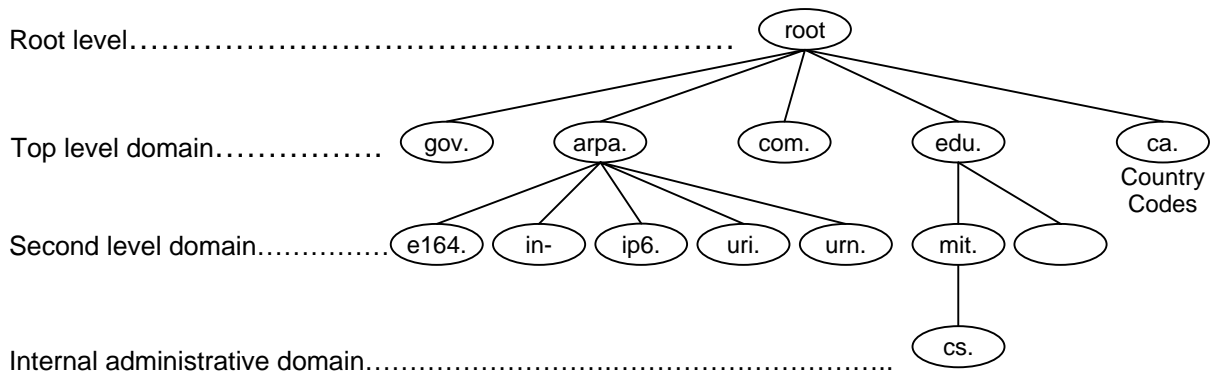 Root level……………………………………………………… root
Top level domain……………. gov. arpa. com. edu. ca.
Country
Codes
Second level domain…………… e164. in- ip6. uri. urn. mit.
cs.
Internal administrative domain…………………….………………………..